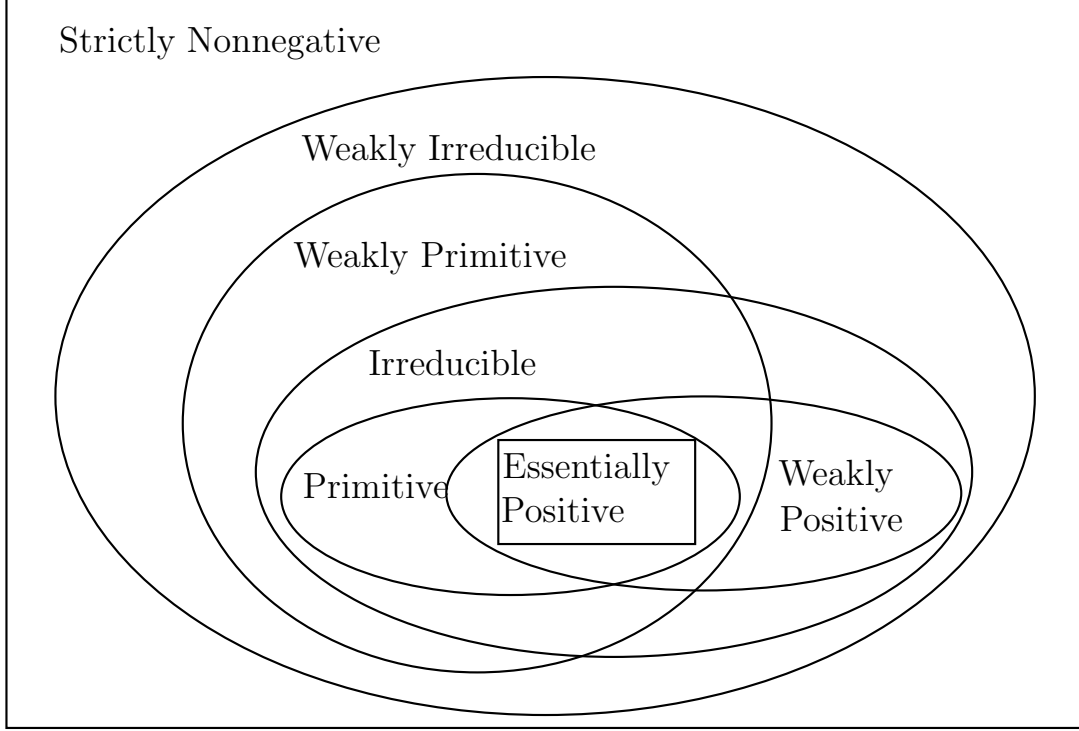 Strictly Nonnegative
Weakly Irreducible
Weakly Primitive
Irreducible
Primitive
Essentially
Positive
Weakly
Positive